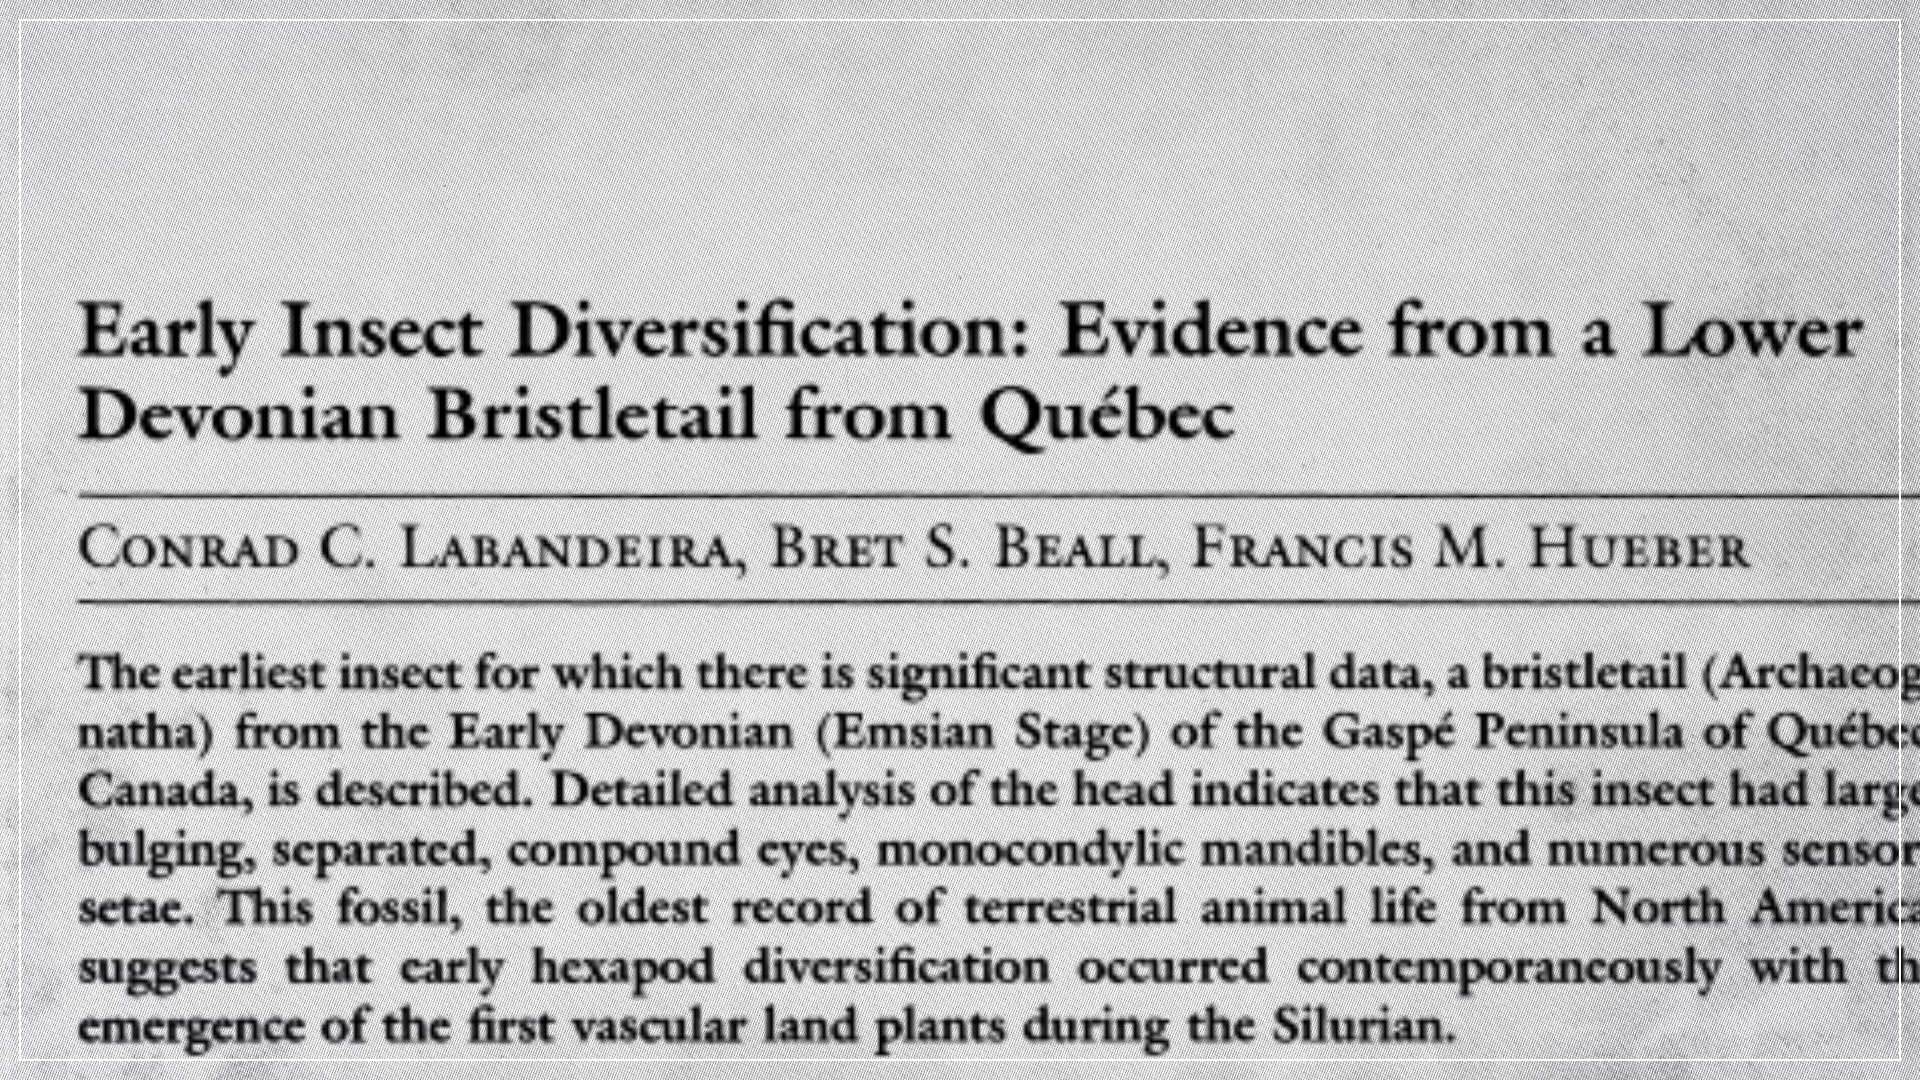 Early Insect Diversification: Evidence from a Lower
Devonian Bristletail from Québec
CONRAD C. LABANDEIRA, BRET S. BEALL, FRANCIS M. HUEBER
The earliest insect for which there is significant structural data, a bristletail (Archaeog
natha) from the Early Devonian (Emsian Stage) of the Gaspé Peninsula of Québec
Canada, is described. Detailed analysis of the head indicates that this insect had large
bulging, separated, compound eyes, monocondylic mandibles, and numerous sensor
setae. This fossil, the oldest record of terrestrial animal life from North America
suggests that early hexapod diversification occurred contemporaneously with th
emergence of the first vascular land plants during the Silurian.